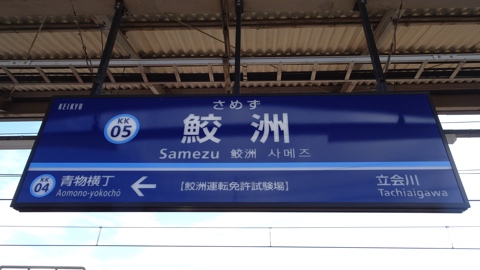 さめず
KEIKYU
KK
05
鮫洲
Samezu 鮫洲 사메즈
KK
04
青物横丁
Aomono-yokochō
【鮫洲運転免許試験場】
立会川
Tachiaigawa